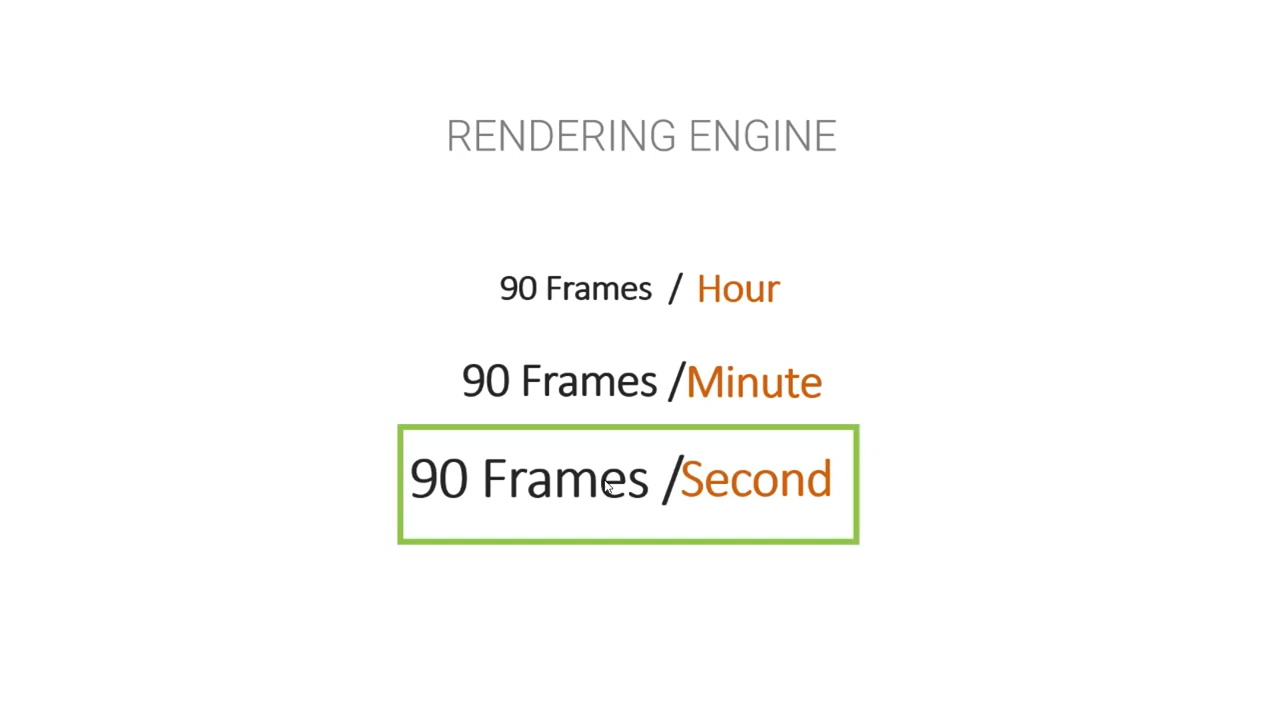 RENDERING ENGINE
90 Frames / Hour
90 Frames /Minute
90 Frames /Second